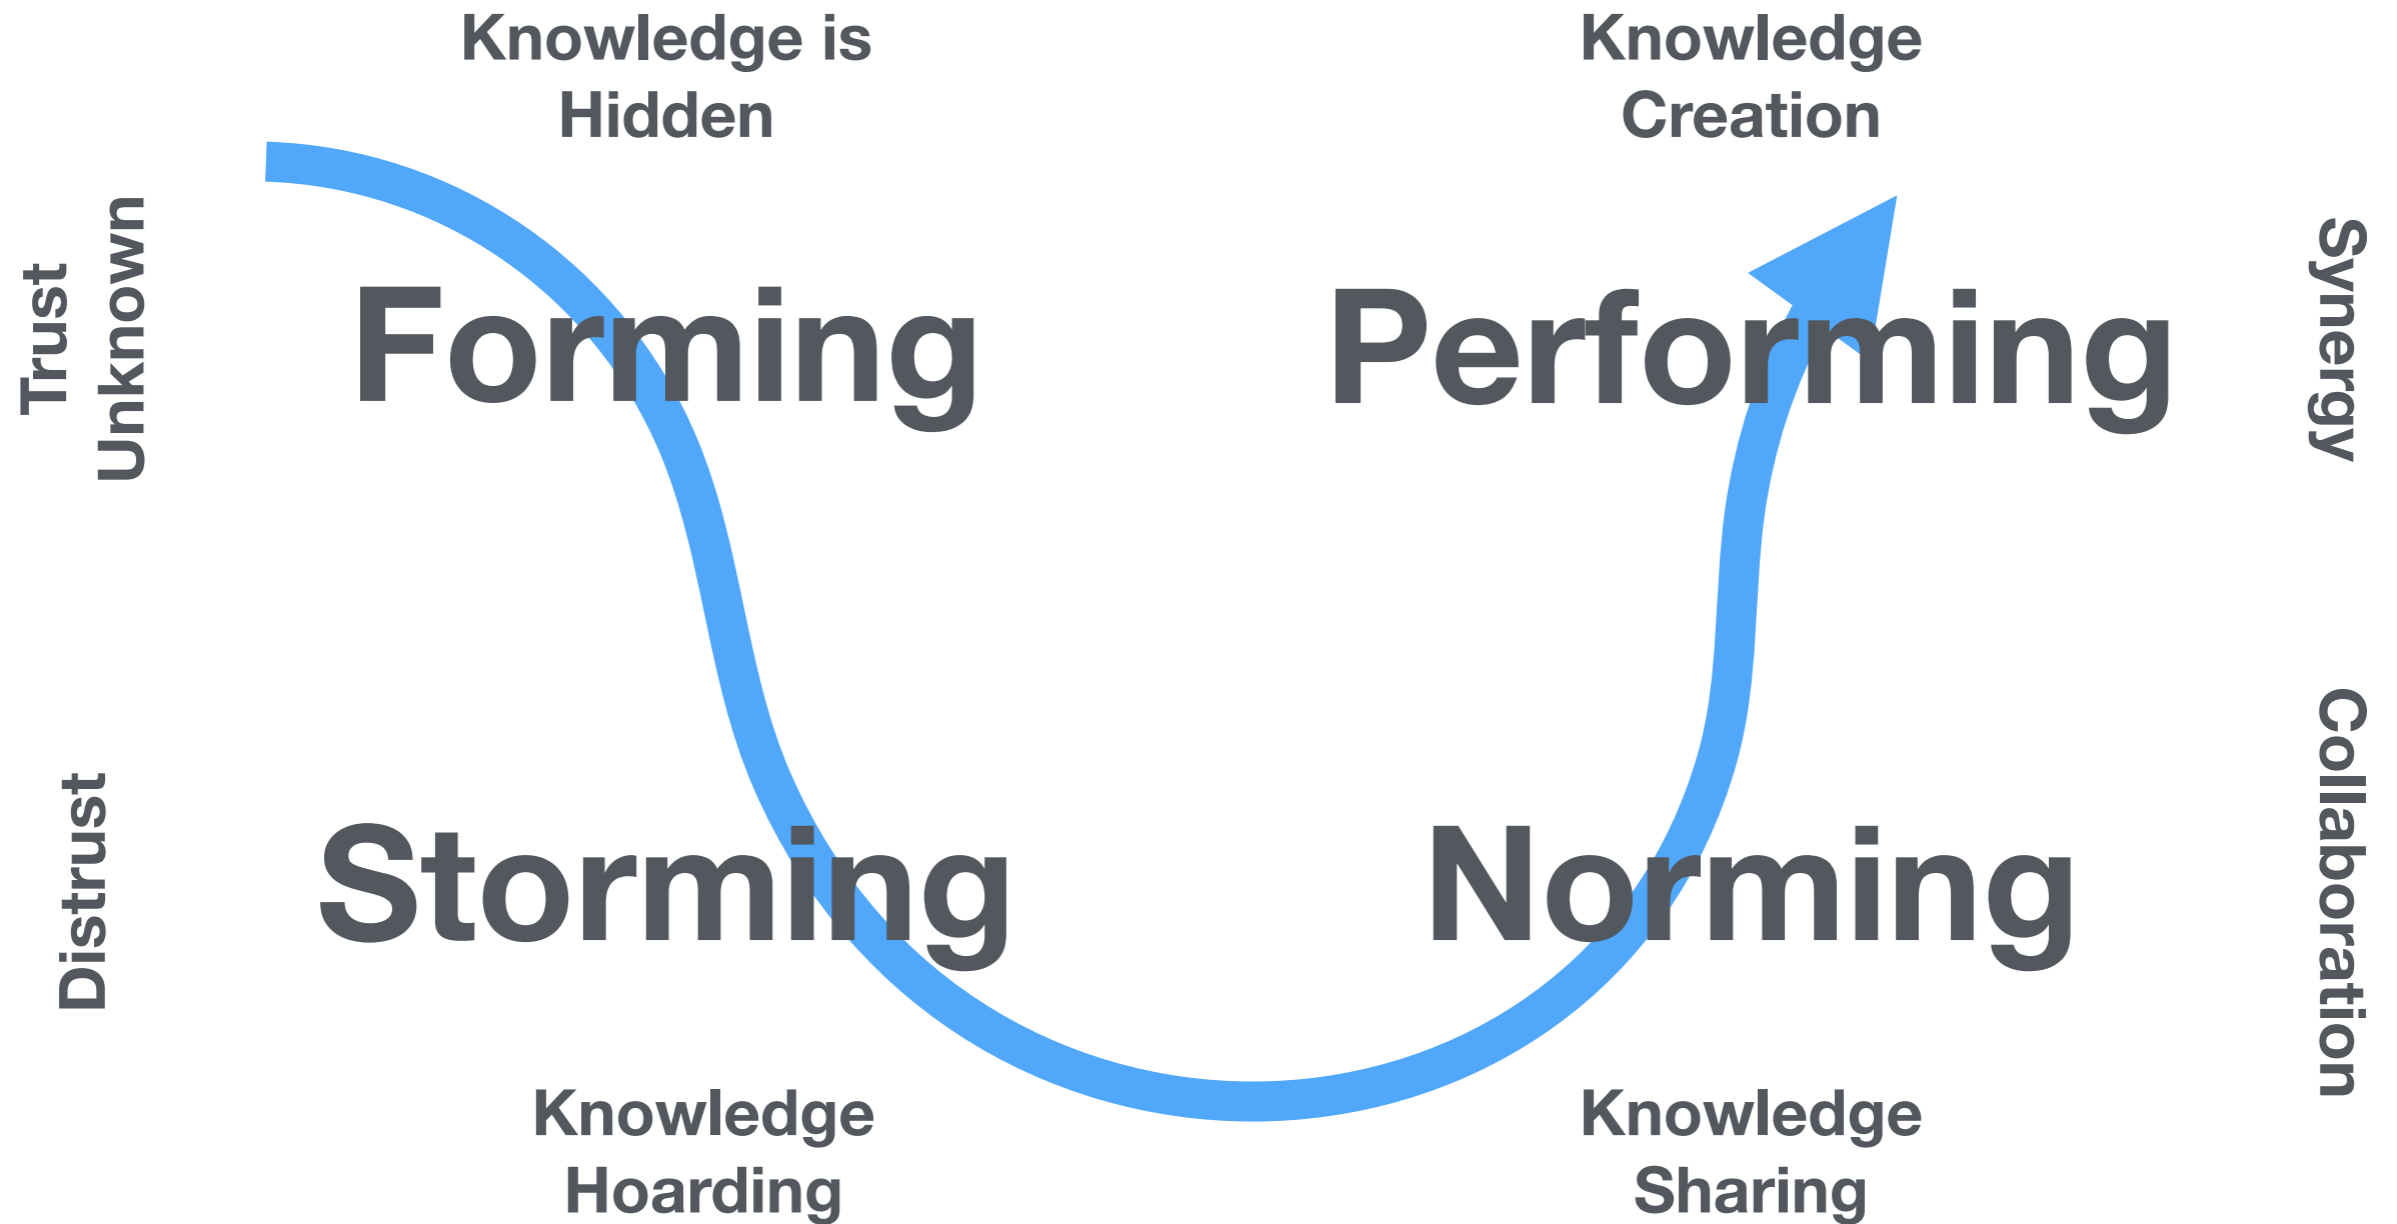 Knowledge is
Hidden
Knowledge
Creation
Trust
Unknown
Forming
Performing
Synergy
Distrust
Storming
Norming
Collaboration
Knowledge
Hoarding
Knowledge
Sharing